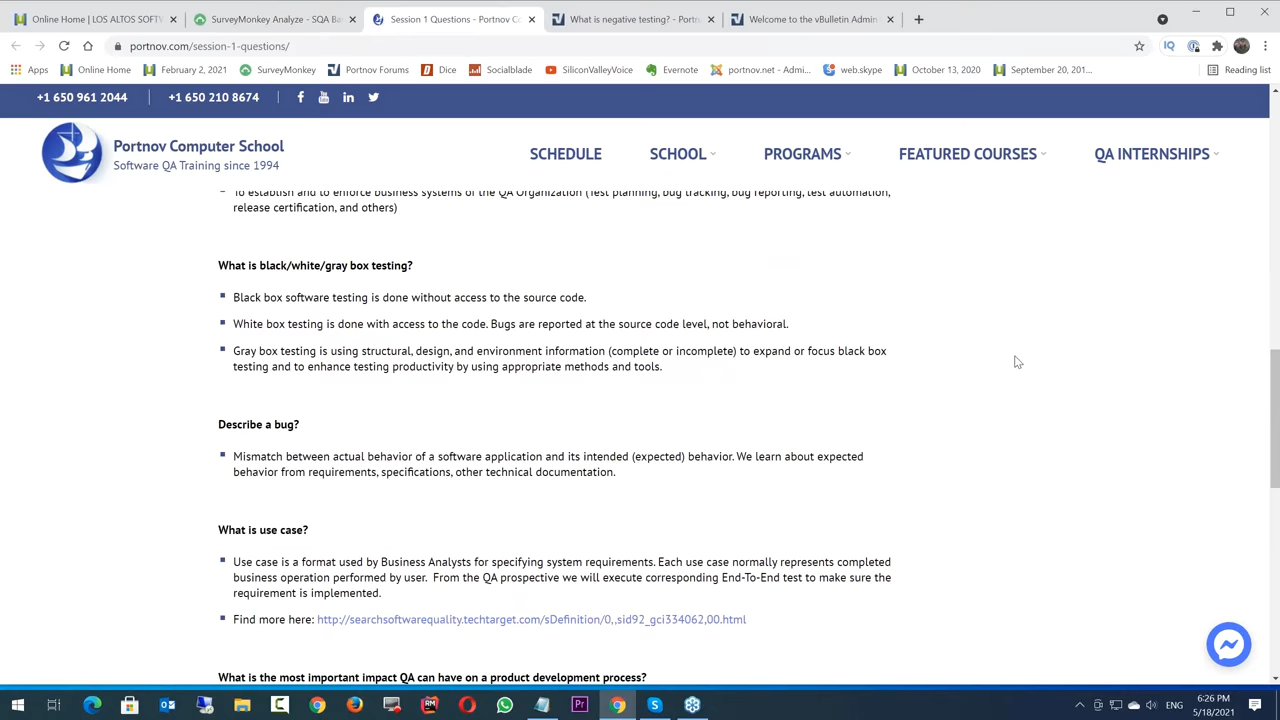 Online Home | LOS ALTOS SOFTW
SurveyMonkey Analyze - SQA Ba
Session 1 Questions - Portnov Co
What is negative testing? - Portn
Welcome to the vBulletin Admin
portnov.com/session-1-questions/
Apps
Online Home
February 2, 2021
SurveyMonkey
Portnov Forums
Dice
Socialblade
SiliconValleyVoice
Evernote
portnov.net - Admi...
web.skype
October 13, 2020
September 20, 201...
Reading list
+1 650 961 2044
+1 650 210 8674
Portnov Computer School
Software QA Training since 1994
SCHEDULE
SCHOOL
PROGRAMS
FEATURED COURSES
QA INTERNSHIPS
To establish and to enforce business systems of the QA Organization (Test planning, bug tracking, bug reporting, test automation,
release certification, and others)
What is black/white/gray box testing?
Black box software testing is done without access to the source code.
White box testing is done with access to the code. Bugs are reported at the source code level, not behavioral.
Gray box testing is using structural, design, and environment information (complete or incomplete) to expand or focus black box
testing and to enhance testing productivity by using appropriate methods and tools.
Describe a bug?
Mismatch between actual behavior of a software application and its intended (expected) behavior. We learn about expected
behavior from requirements, specifications, other technical documentation.
What is use case?
Use case is a format used by Business Analysts for specifying system requirements. Each use case normally represents completed
business operation performed by user. From the QA prospective we will execute corresponding End-To-End test to make sure the
requirement is implemented.
Find more here: http://searchsoftwarequality.techtarget.com/sDefinition/0,,sid92_gci334062,00.html
What is the most important impact QA can have on a product development process?
ENG
6:26 PM
5/18/2021